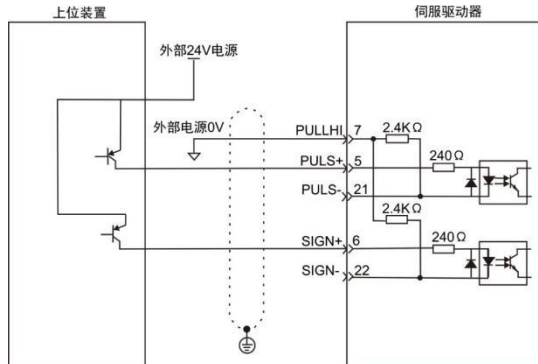 上位装置
伺服驱动器
外部24V电源
外部电源0V
PULLHI 7
2.4KΩ
PULS+ 5
240Ω
PULS- 21
2.4KΩ
SIGN+ 6
240Ω
SIGN- 22